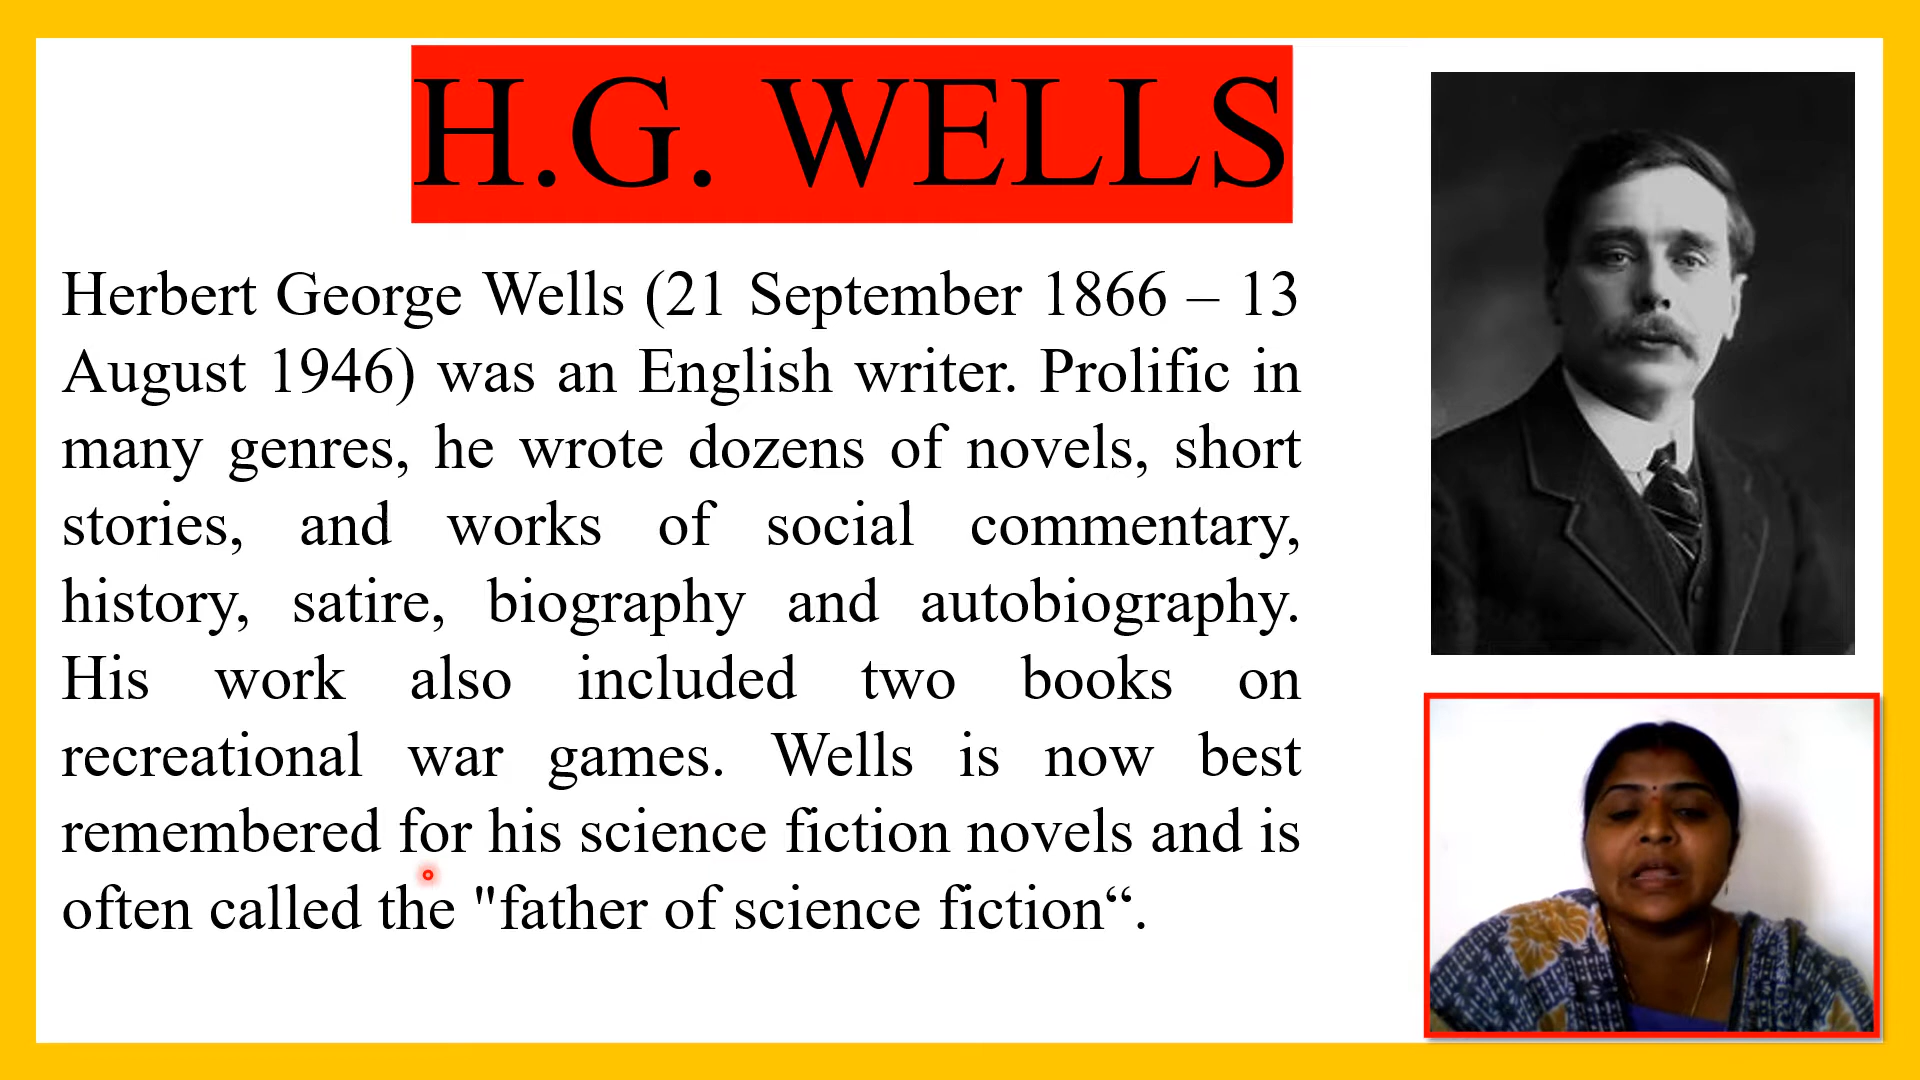 H.G. WELLS
Herbert George Wells (21 September 1866 – 13
August 1946) was an English writer. Prolific in
many genres, he wrote dozens of novels, short
stories, and works of social commentary,
history, satire, biography and autobiography.
His work also included two books on
recreational war games. Wells is now best
remembered for his science fiction novels and is
often called the "father of science fiction“.